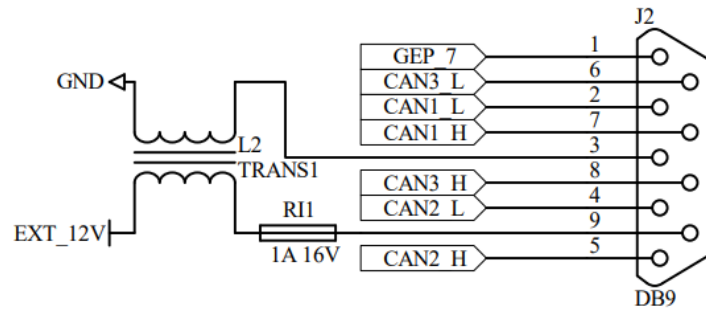 J2
GEP_7 1
GND CAN3_L 6
CAN1_L 2
CAN1_H 7
L2 3
TRANS1 CAN3_H 8
RI1 CAN2_L 4
EXT_12V 9
1A 16V CAN2_H 5
DB9